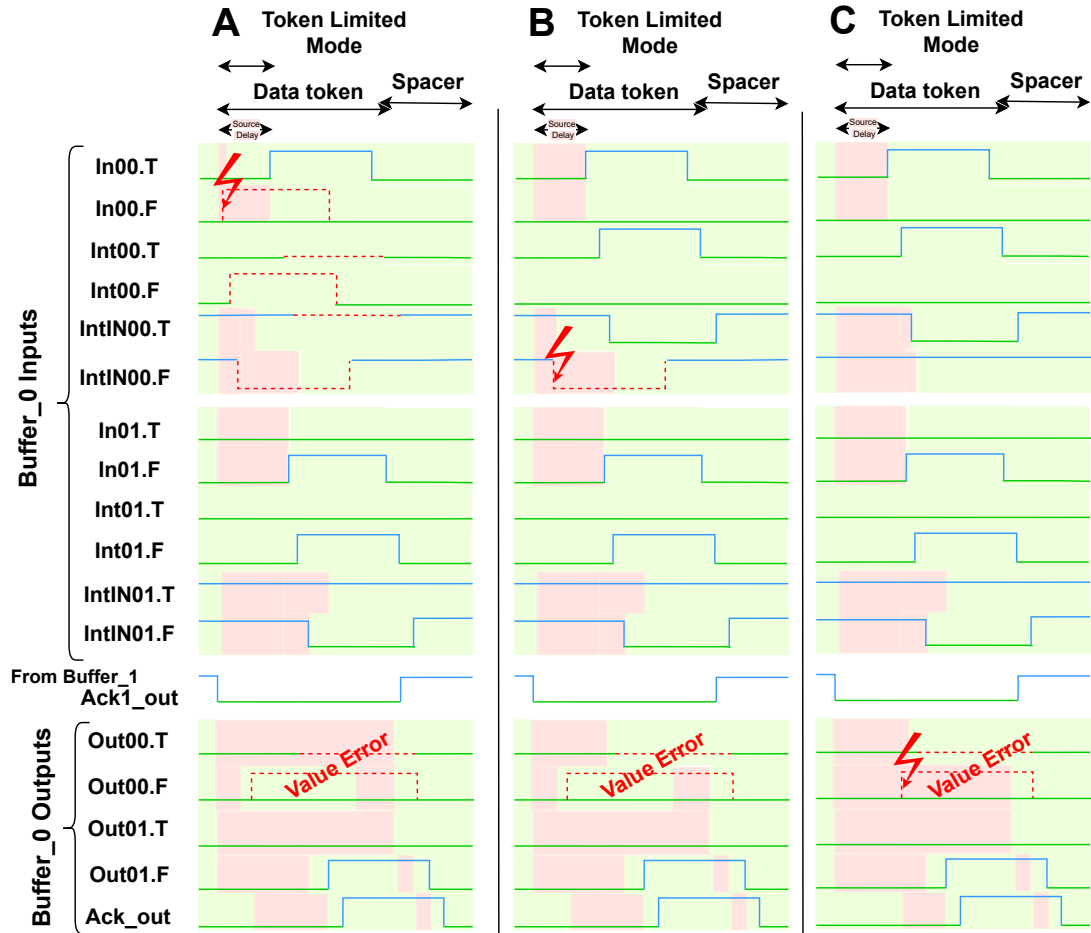 A
Token Limited
Mode
Data token
Spacer
Source
Delay
B
Token Limited
Mode
Data token
Spacer
Source
Delay
C
Token Limited
Mode
Data token
Spacer
Source
Delay
Buffer_0 Inputs
In00.T
In00.F
Int00.T
Int00.F
IntIN00.T
IntIN00.F
In01.T
In01.F
Int01.T
Int01.F
IntIN01.T
IntIN01.F
From Buffer_1
Ack1_out
Buffer_0 Outputs
Out00.T
Out00.F
Out01.T
Out01.F
Ack_out
Value Error
Value Error
Value Error